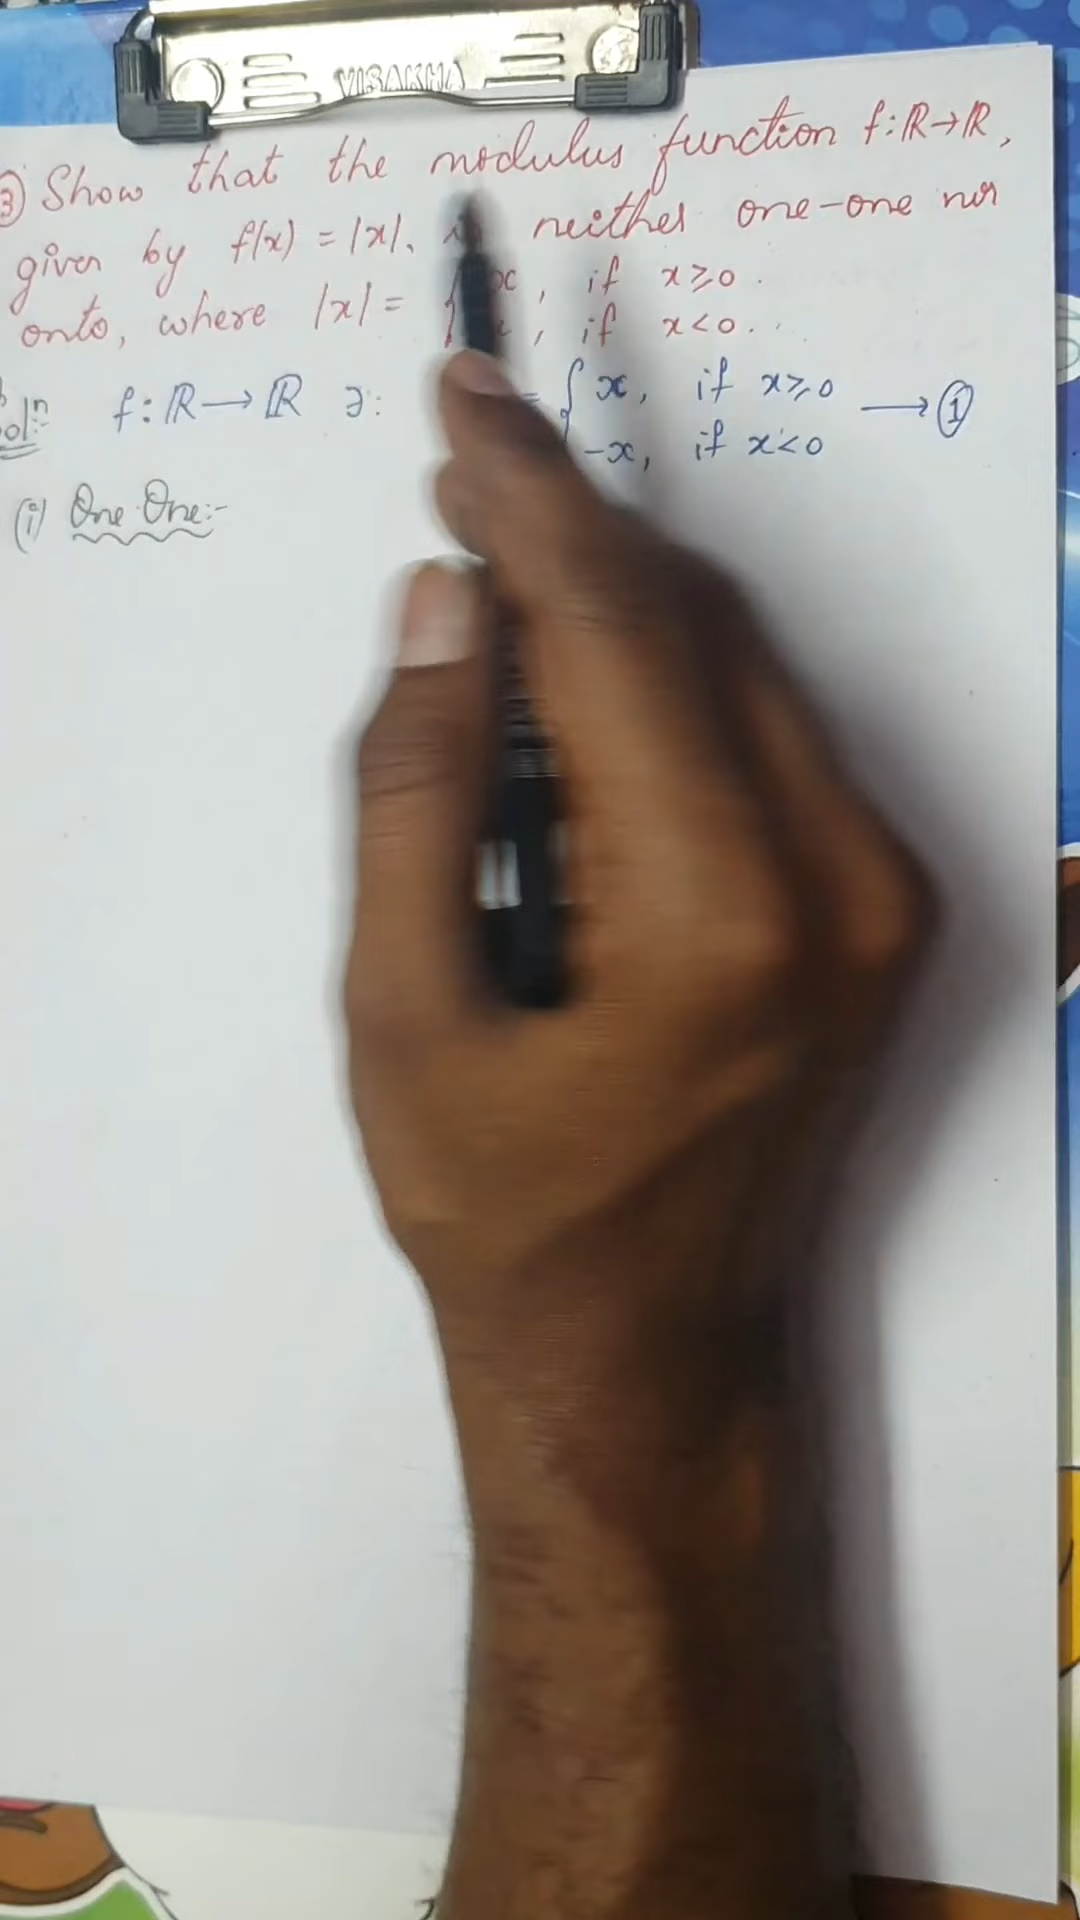 VISAKHA
③ Show that the modulus function f: ℝ→ℝ,
given by f(x) = |x|, neither one-one nor
onto, where |x| = { x, if x ≥ 0.
, if x < 0.
Solⁿ:- f: ℝ → ℝ ∋: = { x, if x ≥ 0 → ①
-x, if x < 0
(i) One-One:-